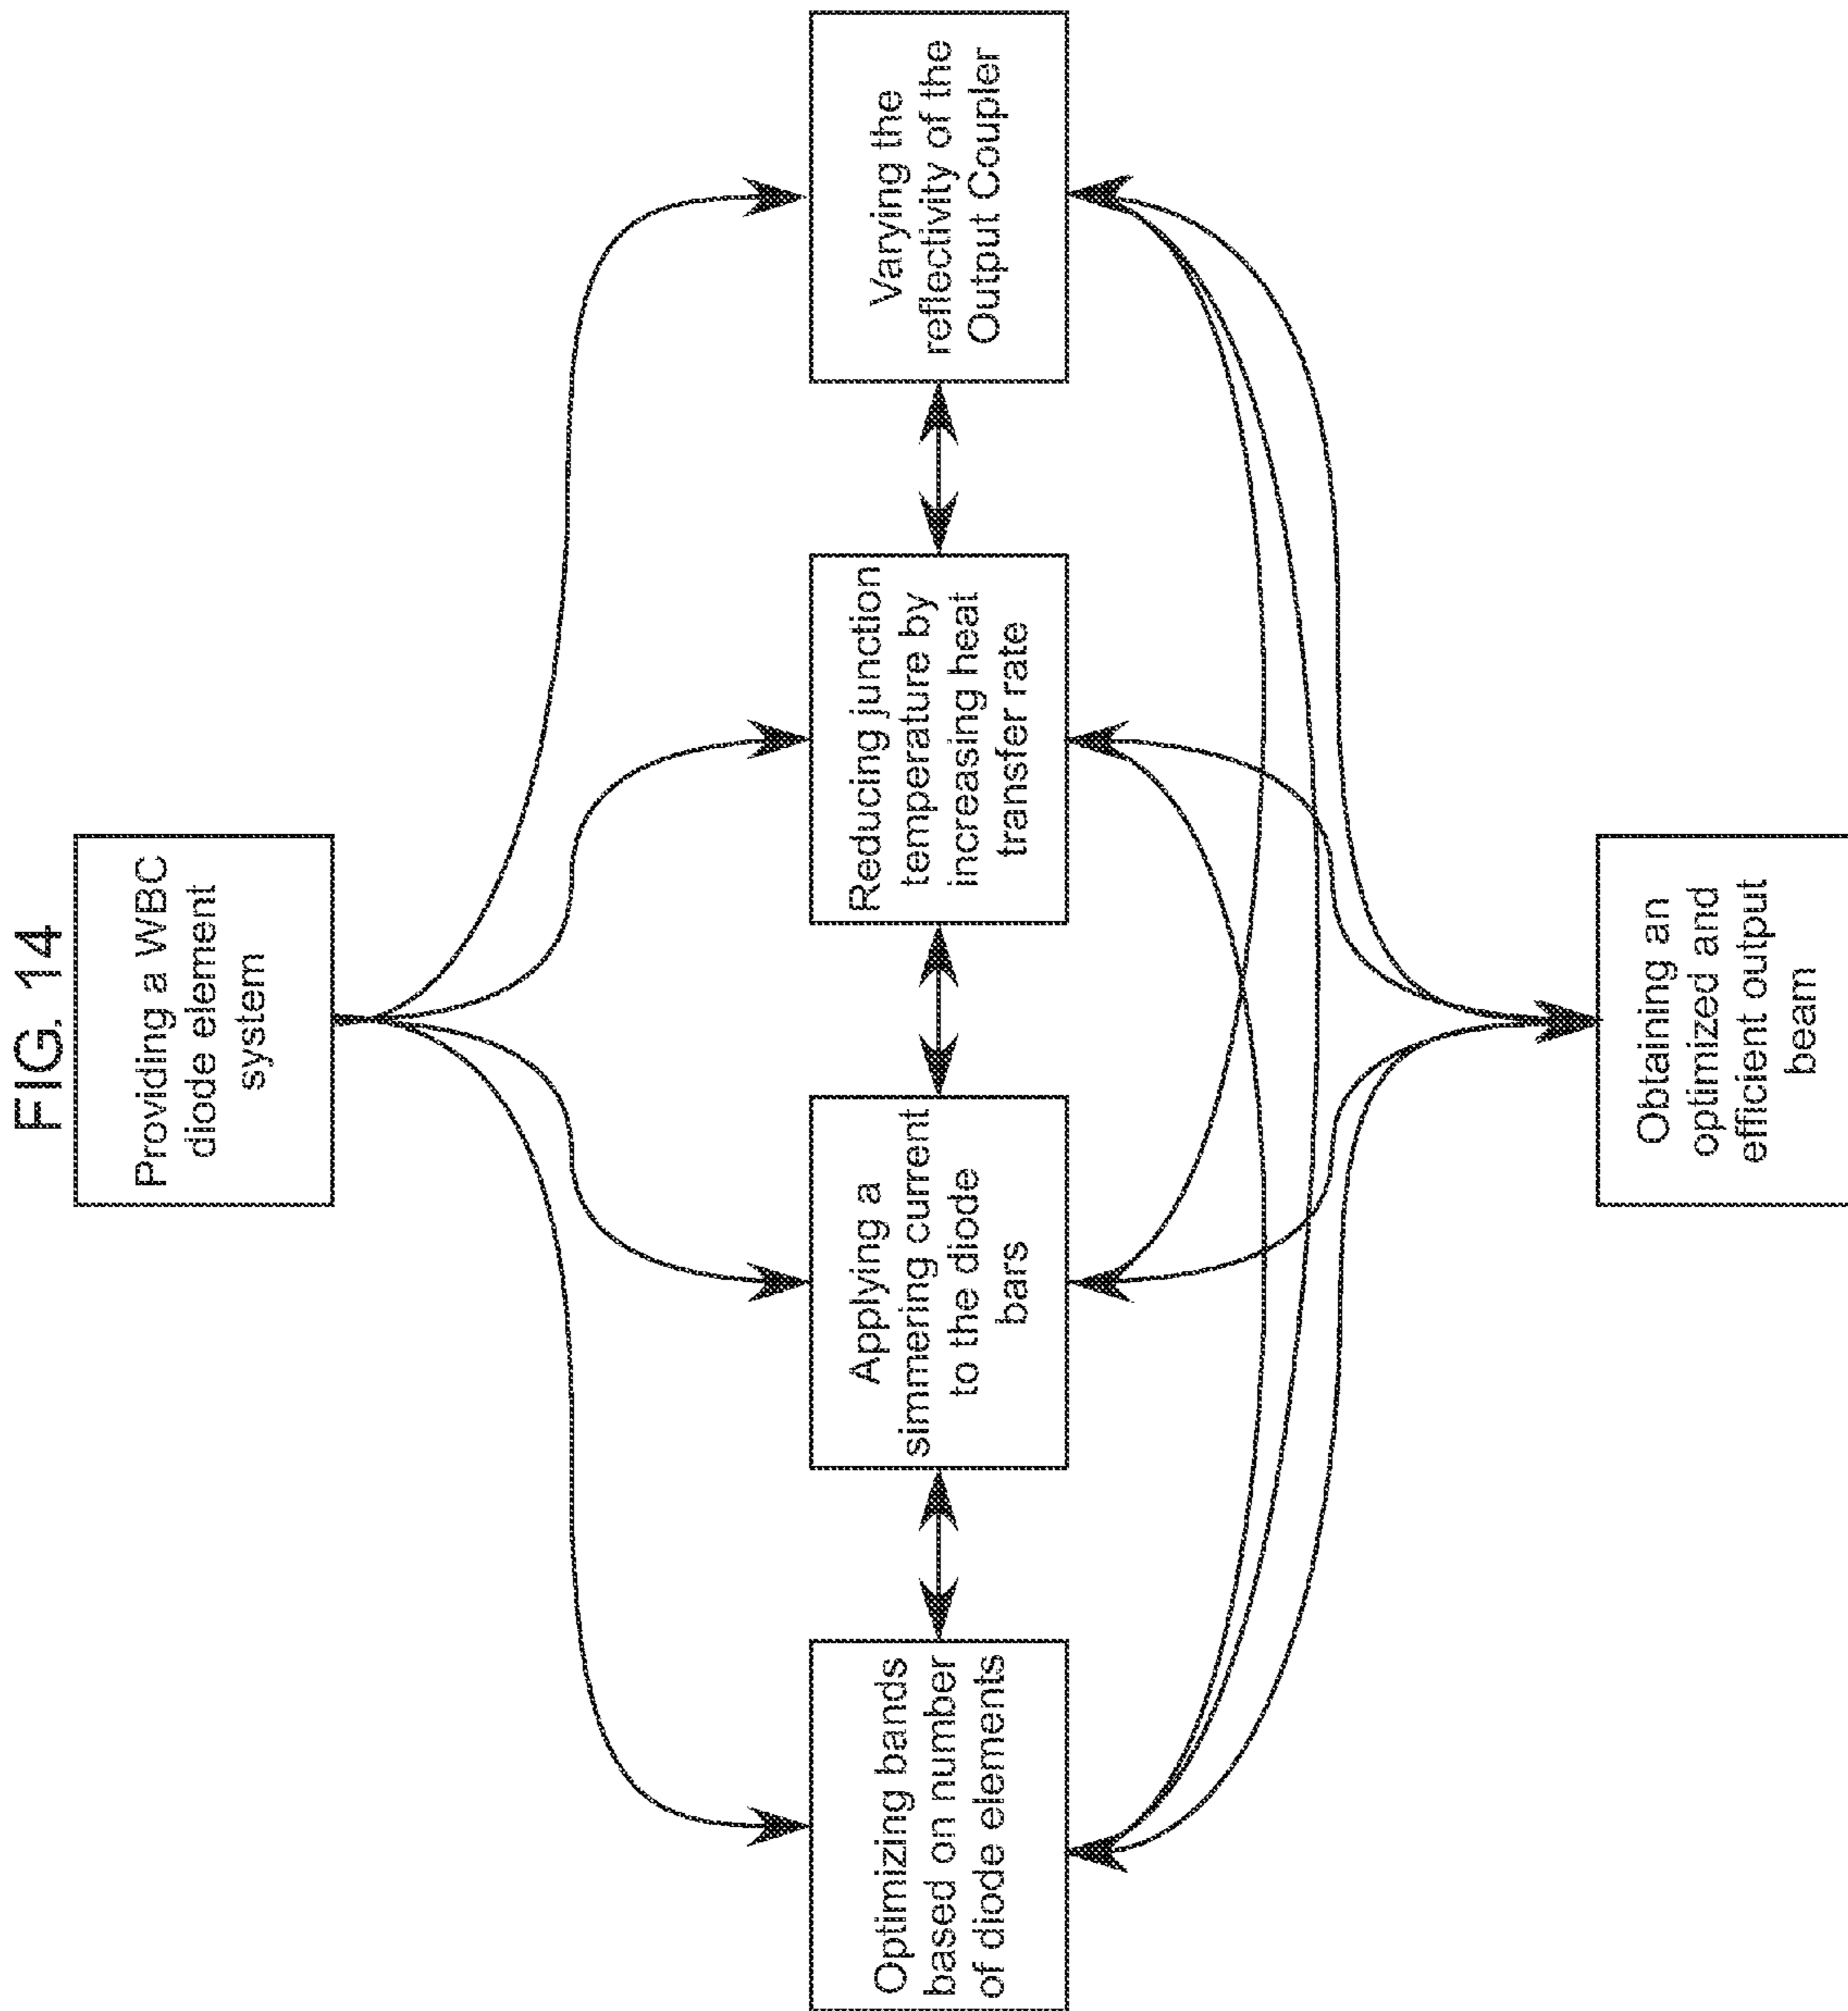 FIG. 14
Providing a WBC
diode element
system
Optimizing bands
based on number
of diode elements
Applying a
simmering current
to the diode
bars
Reducing junction
temperature by
increasing heat
transfer rate
Varying the
reflectivity of the
Output Coupler
Obtaining an
optimized and
efficient output
beam